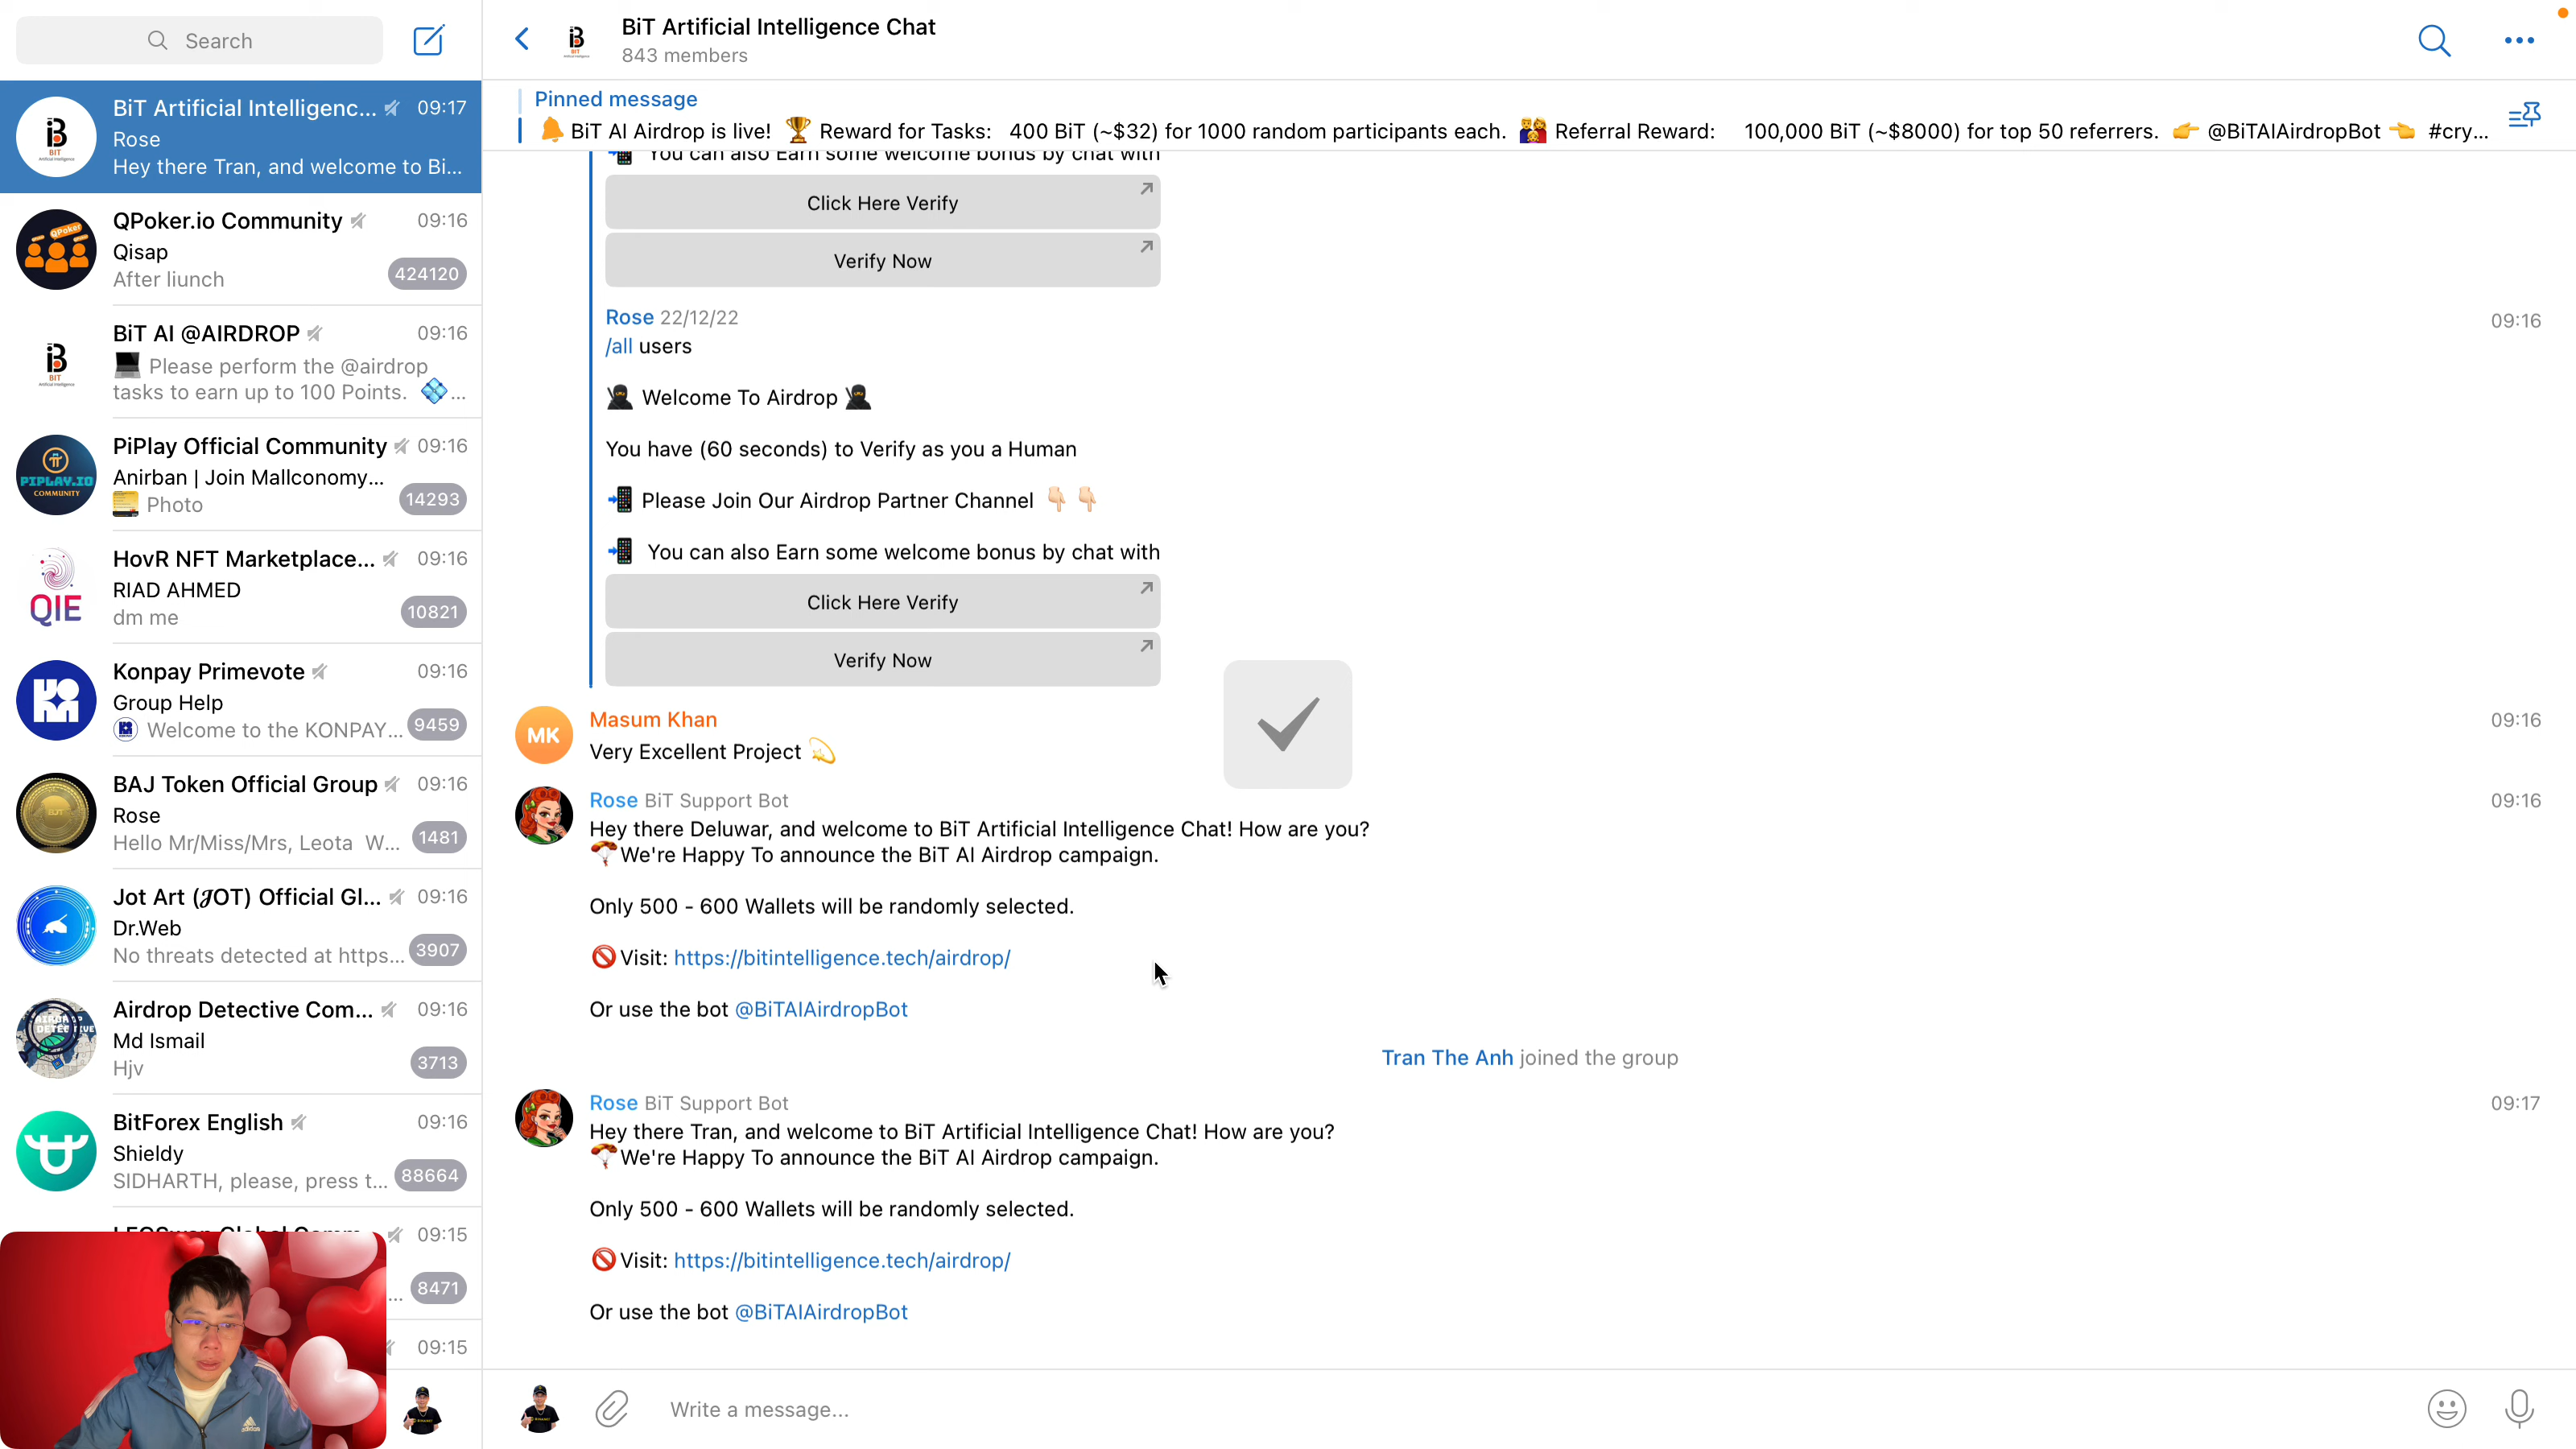 Search
BiT Artificial Intelligenc... 09:17
Rose
Hey there Tran, and welcome to Bi...
QPoker.io Community 09:16
Qisap
After liunch 424120
BiT AI @AIRDROP 09:16
Please perform the @airdrop
tasks to earn up to 100 Points. ...
PiPlay Official Community 09:16
Anirban | Join Mallconomy...
Photo 14293
HovR NFT Marketplace... 09:16
RIAD AHMED
dm me 10821
Konpay Primevote 09:16
Group Help
Welcome to the KONPAY... 9459
BAJ Token Official Group 09:16
Rose
Hello Mr/Miss/Mrs, Leota W... 1481
Jot Art (𝒥OT) Official Gl... 09:16
Dr.Web
No threats detected at https... 3907
Airdrop Detective Com... 09:16
Md Ismail
Hjv 3713
BitForex English 09:16
Shieldy
SIDHARTH, please, press t... 88664
09:15
... 8471
09:15
BiT Artificial Intelligence Chat
843 members
Pinned message
🔔 BiT AI Airdrop is live! 🏆 Reward for Tasks: 400 BiT (~$32) for 1000 random participants each. 👫 Referral Reward: 100,000 BiT (~$8000) for top 50 referrers. 👉 @BiTAIAirdropBot 👈 #cry...
📲 You can also Earn some welcome bonus by chat with
Click Here Verify
Verify Now
Rose 22/12/22 09:16
/all users
🥷 Welcome To Airdrop 🥷
You have (60 seconds) to Verify as you a Human
📲 Please Join Our Airdrop Partner Channel 👇🏻 👇🏻
📲 You can also Earn some welcome bonus by chat with
Click Here Verify
Verify Now
MK
Masum Khan 09:16
Very Excellent Project 💫
Rose BiT Support Bot 09:16
Hey there Deluwar, and welcome to BiT Artificial Intelligence Chat! How are you?
🪂We're Happy To announce the BiT AI Airdrop campaign.
Only 500 - 600 Wallets will be randomly selected.
🚫Visit: https://bitintelligence.tech/airdrop/
Or use the bot @BiTAIAirdropBot
Tran The Anh joined the group
Rose BiT Support Bot 09:17
Hey there Tran, and welcome to BiT Artificial Intelligence Chat! How are you?
🪂We're Happy To announce the BiT AI Airdrop campaign.
Only 500 - 600 Wallets will be randomly selected.
🚫Visit: https://bitintelligence.tech/airdrop/
Or use the bot @BiTAIAirdropBot
Write a message...